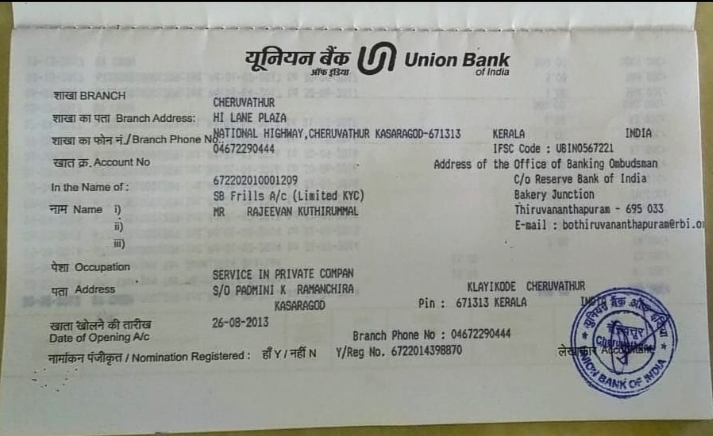 यूनियन बैंक Union Bank
ऑफ इंडिया of India
शाखा BRANCH CHERUVATHUR
शाखा का पता Branch Address: HI LANE PLAZA
NATIONAL HIGHWAY,CHERUVATHUR KASARAGOD-671313 KERALA INDIA
शाखा का फोन नं./Branch Phone No.: 04672290444 IFSC Code : UBIN0567221
खात क्र. Account No 672202010001209
Address of the Office of Banking Ombudsman
In the Name of : SB Frills A/c (Limited KYC)
C/o Reserve Bank of India
Bakery Junction
नाम Name i) MR RAJEEVAN KUTHIRUMMAL
Thiruvananthapuram - 695 033
ii) E-mail : bothiruvananthapuram@rbi.or
iii)
पेशा Occupation SERVICE IN PRIVATE COMPAN
पता Address S/O PADMINI K RAMANCHIRA KLAYIKODE CHERUVATHUR
KASARAGOD Pin : 671313 KERALA INDIA
खाता खोलने की तारीख 26-08-2013
Date of Opening A/c Branch Phone No : 04672290444
नामांकन पंजीकृत / Nomination Registered : हाँ Y / नहीं N Y/Reg No. 6722014398870
यूनियन बैंक ऑफ इंडिया
UNION BANK OF INDIA